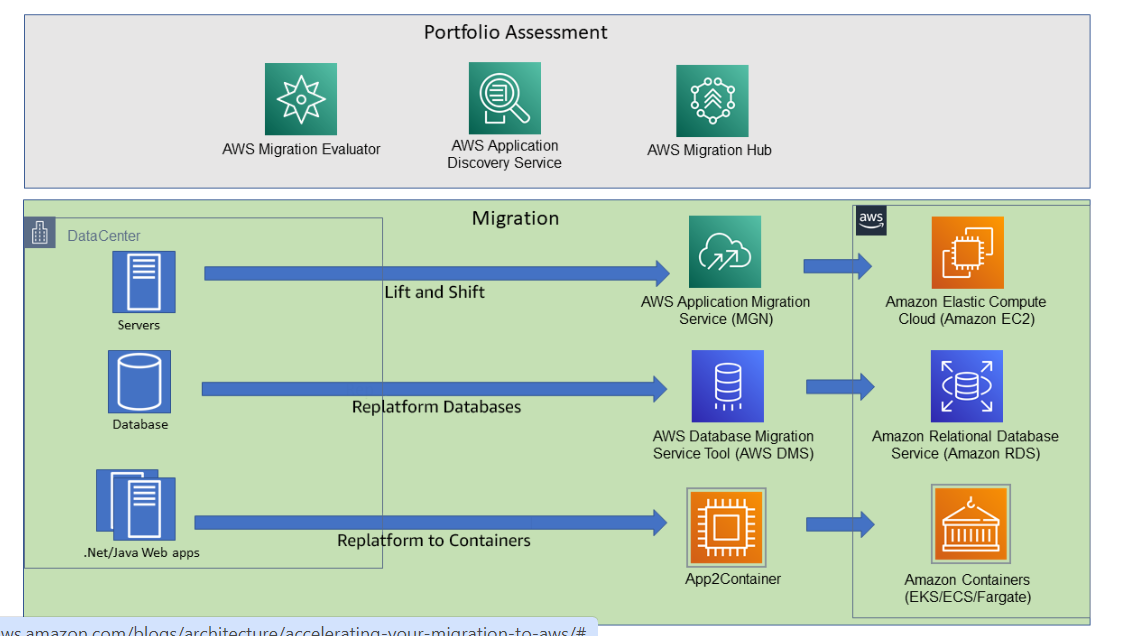 Portfolio Assessment
AWS Migration Evaluator
AWS Application
Discovery Service
AWS Migration Hub
Migration
DataCenter
aws
Servers
Lift and Shift
AWS Application Migration
Service (MGN)
Amazon Elastic Compute
Cloud (Amazon EC2)
Database
Replatform Databases
AWS Database Migration
Service Tool (AWS DMS)
Amazon Relational Database
Service (Amazon RDS)
.Net/Java Web apps
Replatform to Containers
App2Container
Amazon Containers
(EKS/ECS/Fargate)
ws.amazon.com/blogs/architecture/accelerating-your-migration-to-aws/#